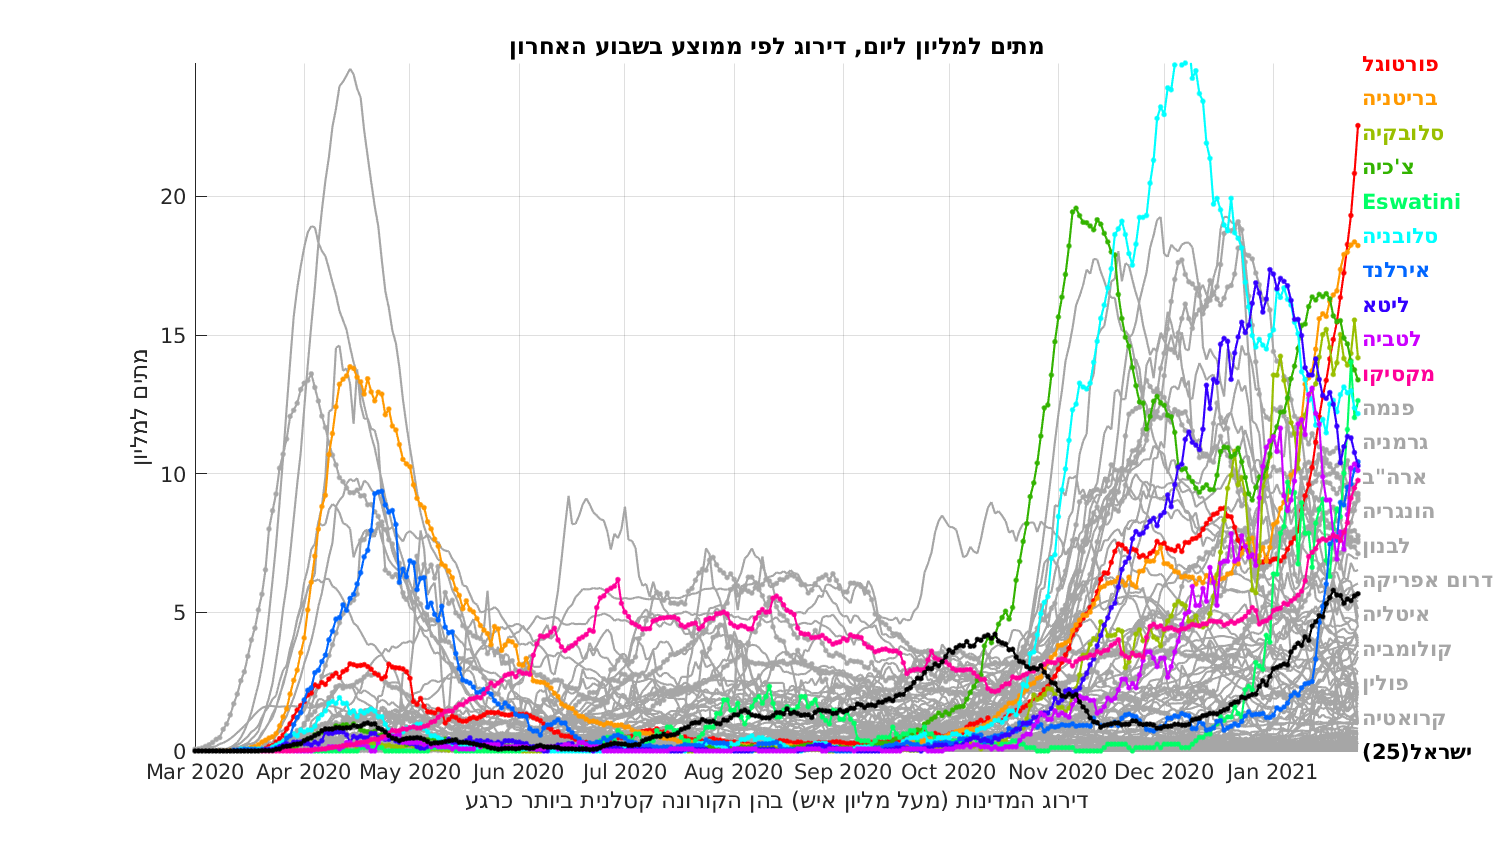 מתים למליון ליום, דירוג לפי ממוצע בשבוע האחרון
מתים למליון
20
15
10
5
0
Mar 2020 Apr 2020 May 2020 Jun 2020 Jul 2020 Aug 2020 Sep 2020 Oct 2020 Nov 2020 Dec 2020 Jan 2021
דירוג המדינות (מעל מליון איש) בהן הקורונה קטלנית ביותר כרגע
פורטוגל
בריטניה
סלובקיה
צ'כיה
Eswatini
סלובניה
אירלנד
ליטא
לטביה
מקסיקו
פנמה
גרמניה
ארה"ב
הונגריה
לבנון
דרום אפריקה
איטליה
קולומביה
פולין
קרואטיה
ישראל(25)